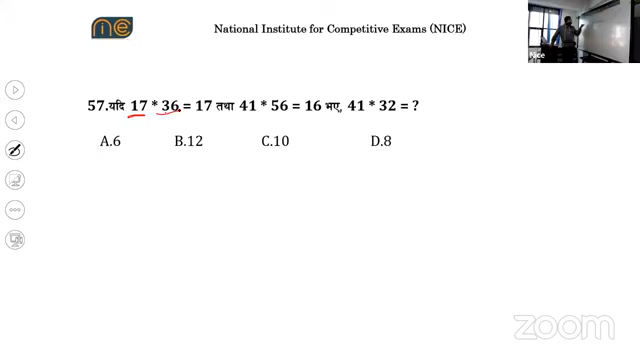 nie
National Institute for Competitive Exams (NICE)
Nice
57.यदि 17 * 36 = 17 तथा 41 * 56 = 16 भए, 41 * 32 = ?
A.6 B.12 C.10 D.8
zoom